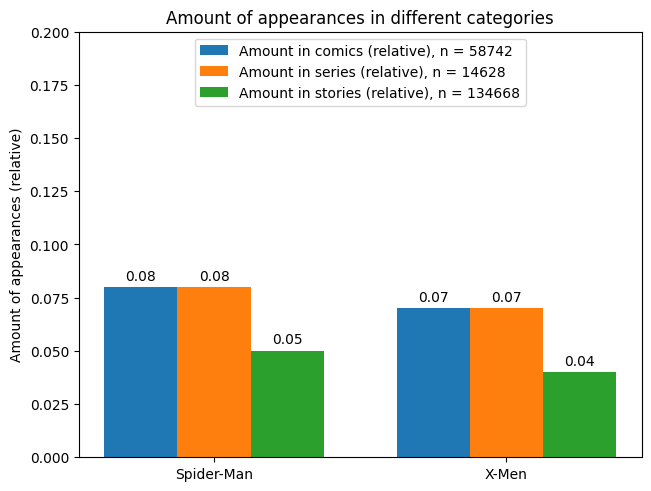 Amount of appearances in different categories
Amount in comics (relative), n = 58742
Amount in series (relative), n = 14628
Amount in stories (relative), n = 134668
Amount of appearances (relative)
0.200
0.175
0.150
0.125
0.100
0.075
0.050
0.025
0.000
0.08 0.08 0.05 0.07 0.07 0.04
Spider-Man X-Men